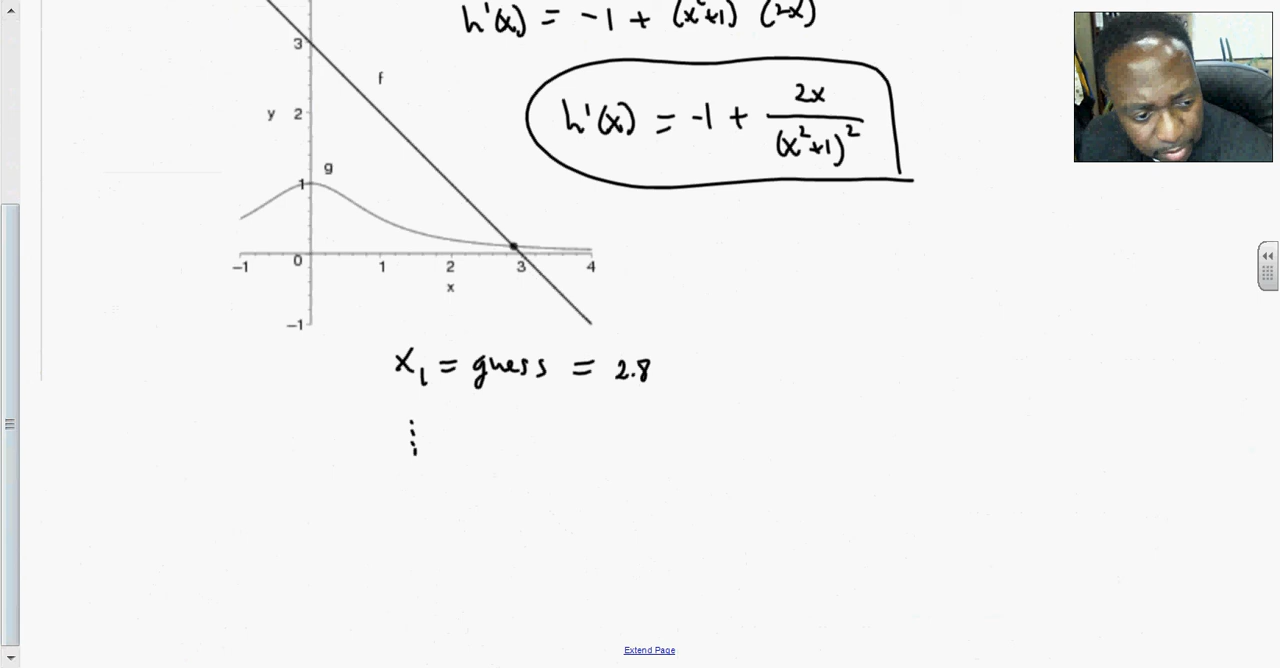 h'(x) = -1 + (x²+1) (2x)
3
f
h'(x) = -1 + 2x/(x²+1)²
y 2
g
1
-1 0 1 2 3 4
x
-1
x₁ = guess = 2.8
⋮
Extend Page